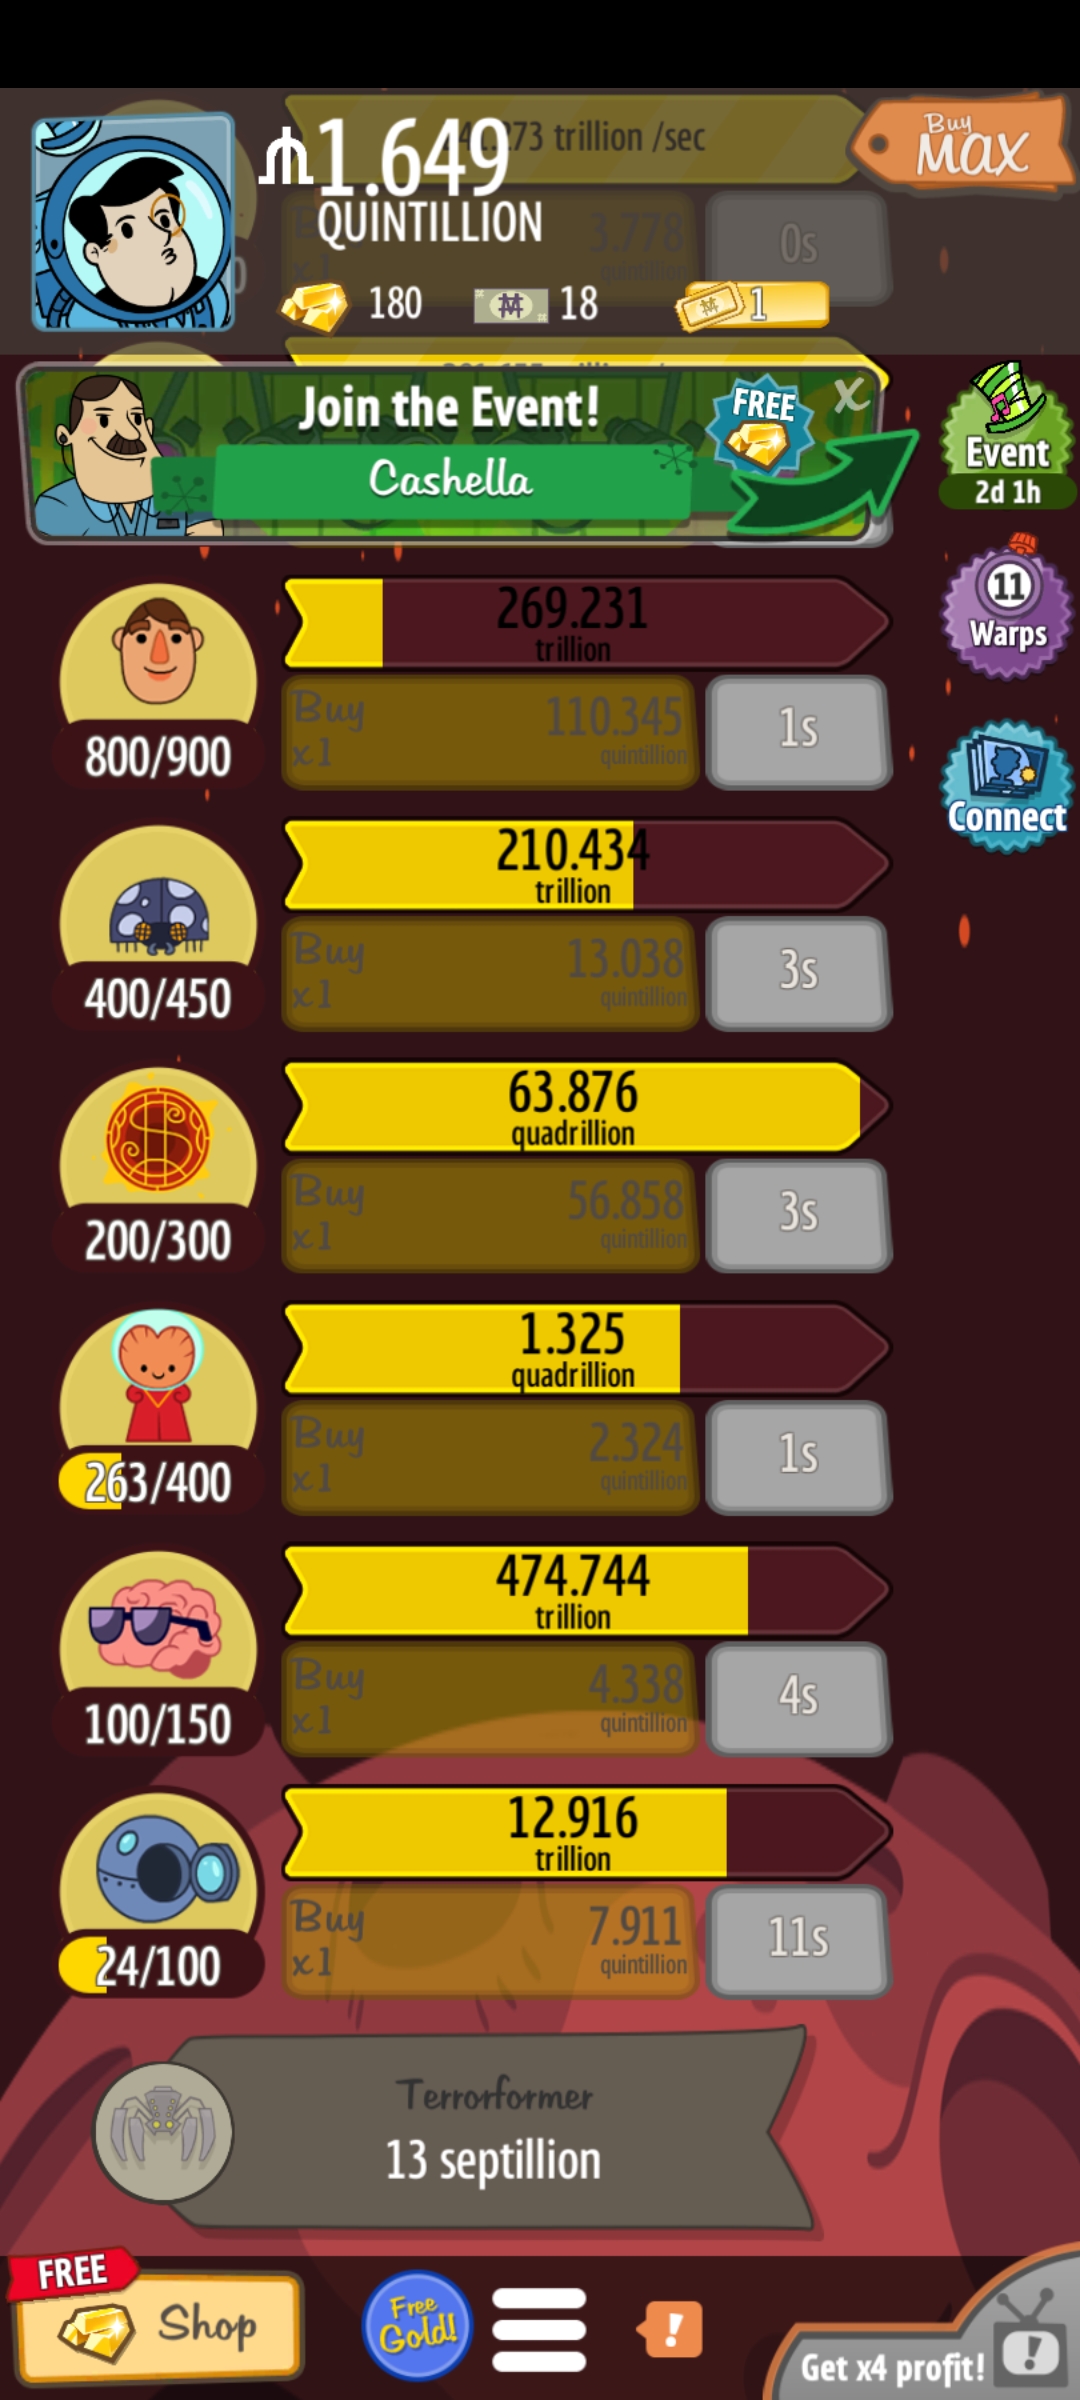 1.649
QUINTILLION
trillion /sec
Buy
MAX
3.778
quintillion
0s
x1
180
18
1
Join the Event!
FREE
X
Cashella
Event
2d 1h
269.231
trillion
11
Warps
Buy
x1
110.345
quintillion
1s
800/900
Connect
210.434
trillion
Buy
x1
13.038
quintillion
3s
400/450
63.876
quadrillion
Buy
x1
56.858
quintillion
3s
200/300
1.325
quadrillion
Buy
x1
2.324
quintillion
1s
263/400
474.744
trillion
Buy
x1
4.338
quintillion
4s
100/150
12.916
trillion
Buy
x1
7.911
quintillion
11s
24/100
Terrorformer
13 septillion
FREE
Shop
Free
Gold!
!
Get x4 profit!
!